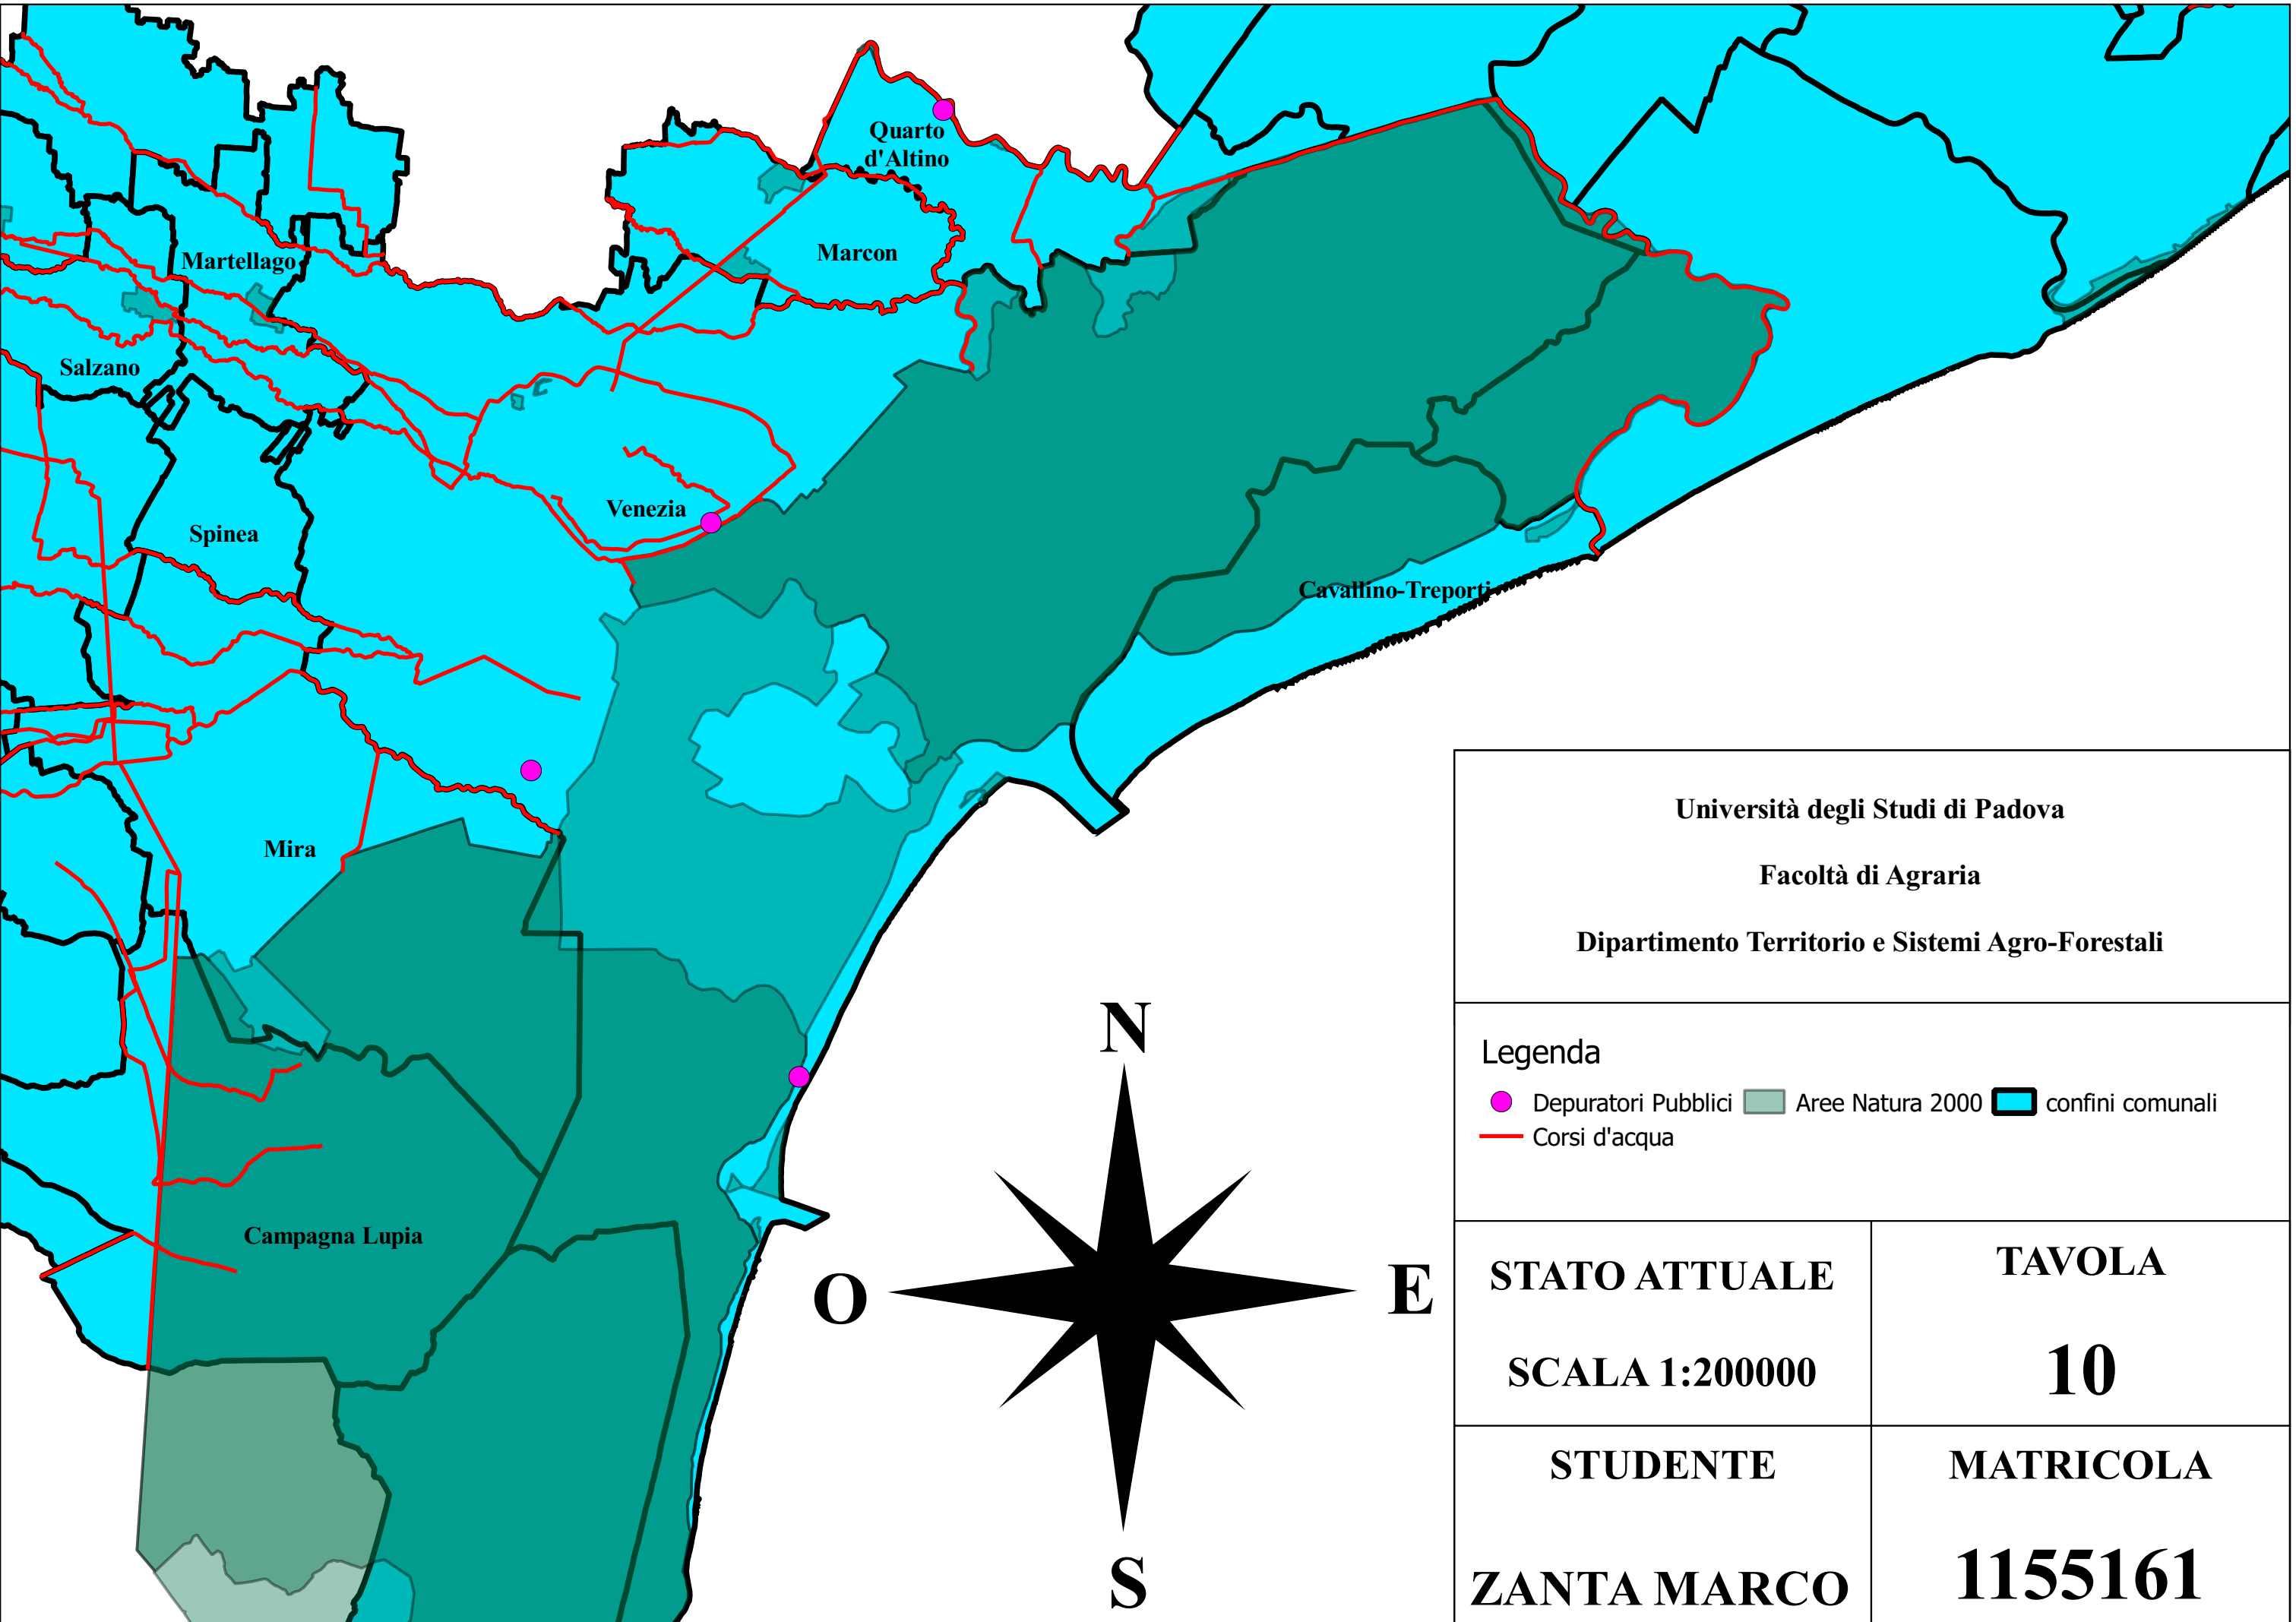 Quarto
d'Altino
Marcon
Martellago
Salzano
Venezia
Spinea
Cavallino-Treporti
Mira
Campagna Lupia
N
O
E
S
Università degli Studi di Padova
Facoltà di Agraria
Dipartimento Territorio e Sistemi Agro-Forestali
Legenda
Depuratori Pubblici Aree Natura 2000 confini comunali
Corsi d'acqua
STATO ATTUALE
SCALA 1:200000
TAVOLA
10
STUDENTE
ZANTA MARCO
MATRICOLA
1155161